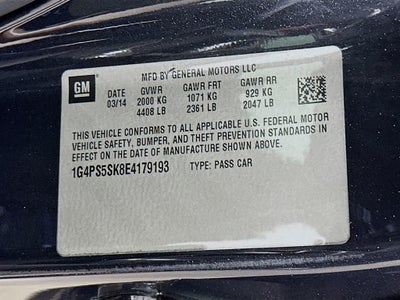 GM
MFD BY GENERAL MOTORS LLC
DATE GVWR GAWR FRT GAWR RR
03/14 2000 KG 1071 KG 929 KG
4408 LB 2361 LB 2047 LB
THIS VEHICLE CONFORMS TO ALL APPLICABLE U.S. FEDERAL MOTOR
VEHICLE SAFETY, BUMPER, AND THEFT PREVENTION STANDARDS IN
EFFECT ON THE DATE OF MANUFACTURE SHOWN ABOVE.
1G4PS5SK8E4179193 TYPE: PASS CAR